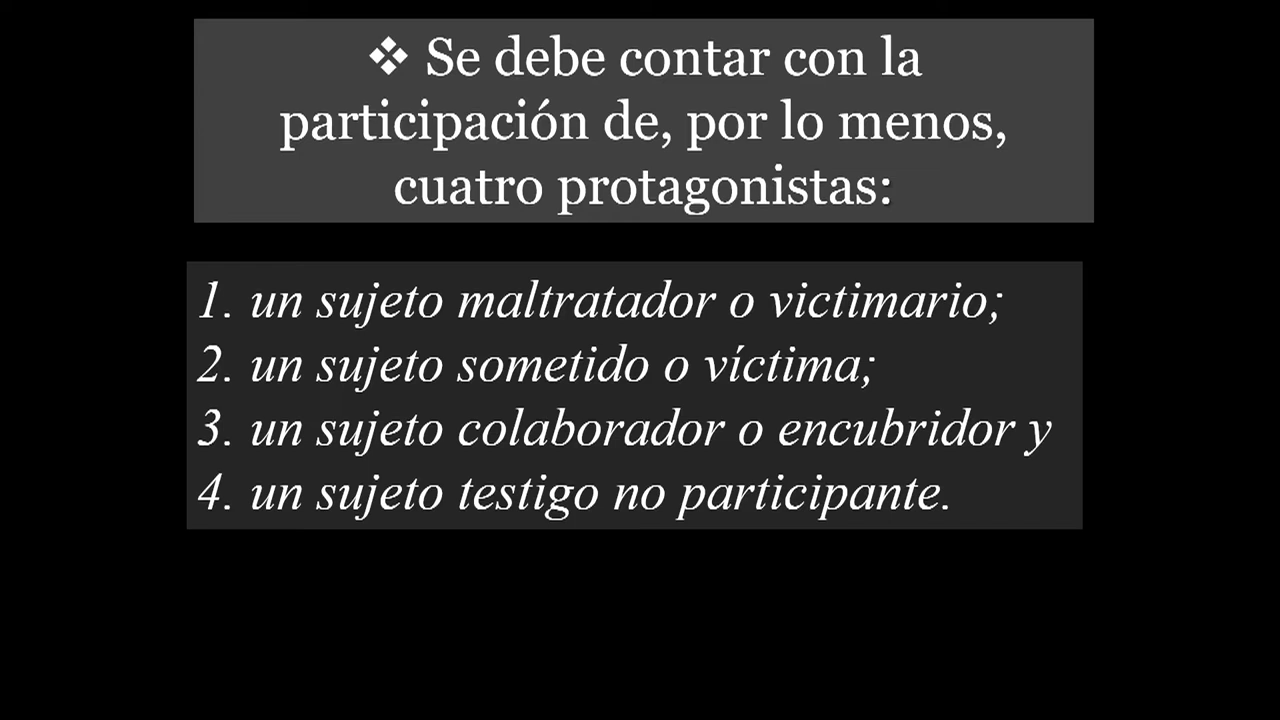 ❖ Se debe contar con la
participación de, por lo menos,
cuatro protagonistas:
1. un sujeto maltratador o victimario;
2. un sujeto sometido o víctima;
3. un sujeto colaborador o encubridor y
4. un sujeto testigo no participante.